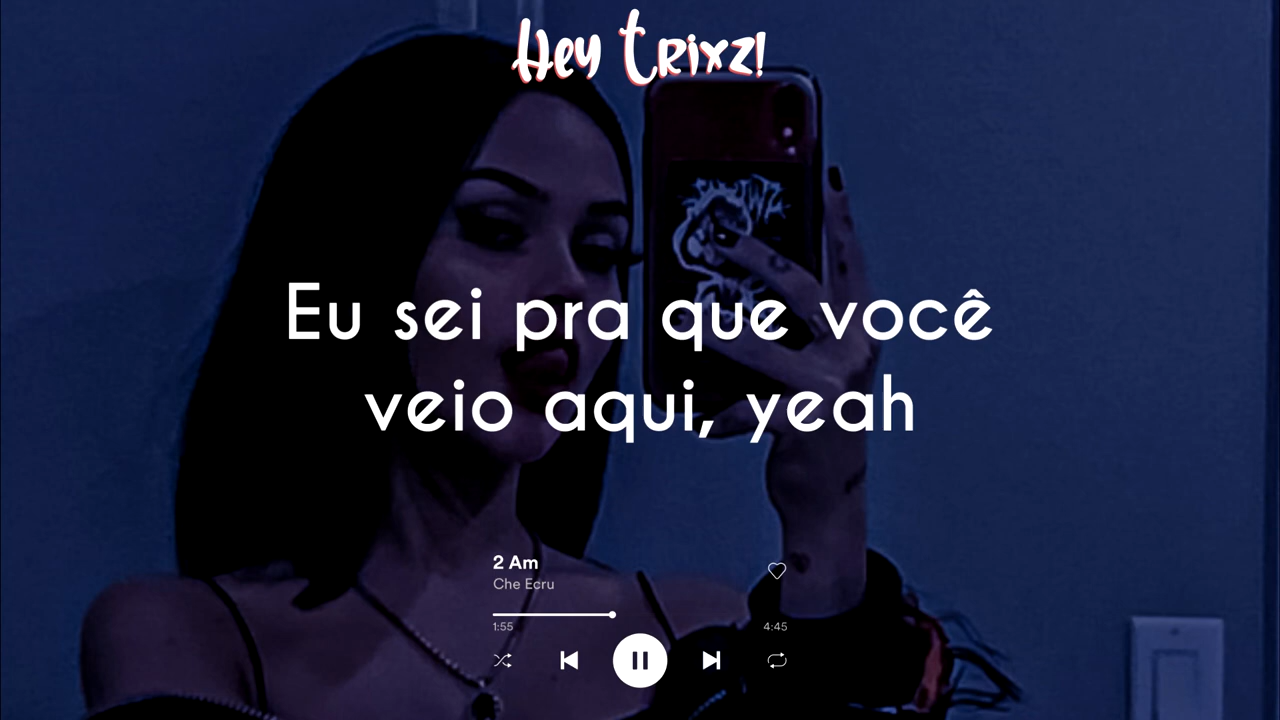 Hey Trixz!
Eu sei pra que você
veio aqui, yeah
2 Am
Che Ecru
1:55
4:45